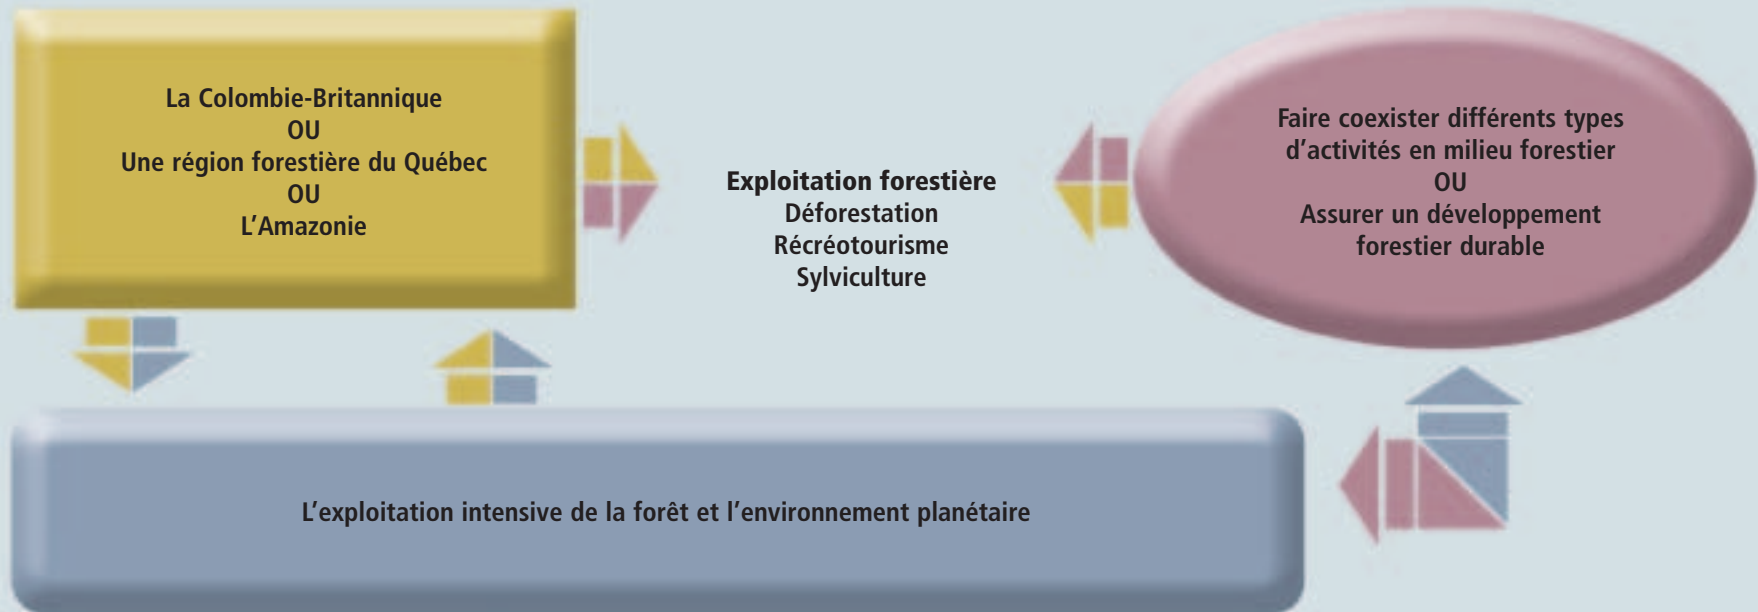 La Colombie-Britannique
OU
Une région forestière du Québec
OU
L’Amazonie
Exploitation forestière
Déforestation
Récréotourisme
Sylviculture
Faire coexister différents types
d’activités en milieu forestier
OU
Assurer un développement
forestier durable
L’exploitation intensive de la forêt et l’environnement planétaire